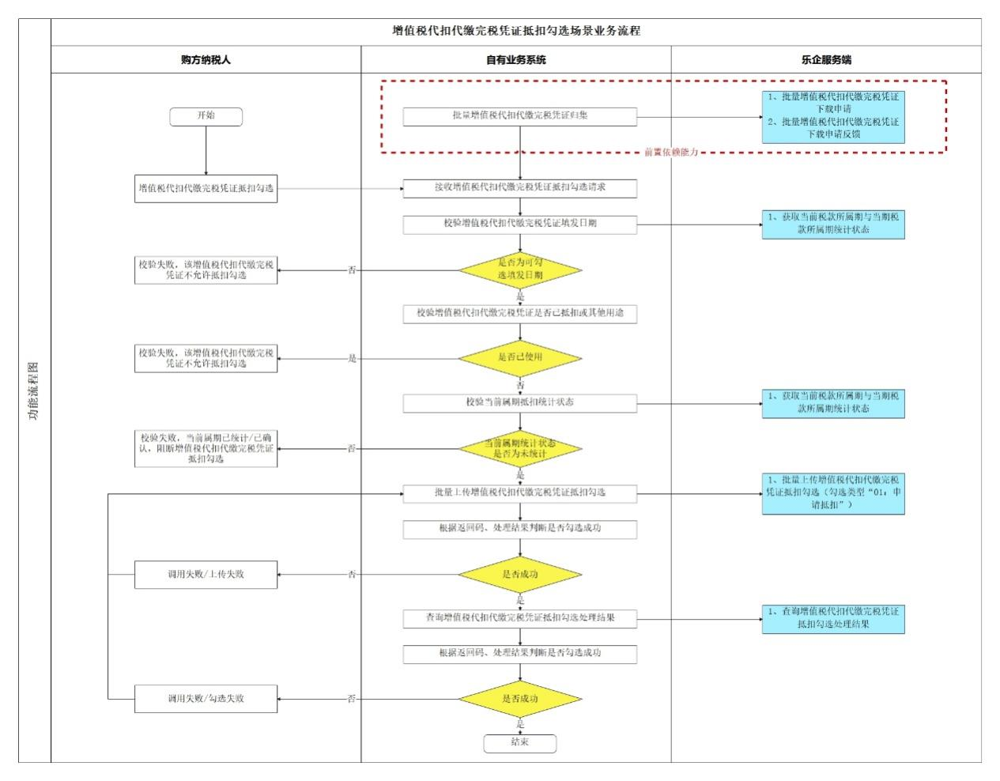 增值税代扣代缴完税凭证抵扣勾选场景业务流程
购方纳税人
自有业务系统
乐企服务端
功能流程图
开始
批量增值税代扣代缴完税凭证归集
1、批量增值税代扣代缴完税凭证
下载申请
2、批量增值税代扣代缴完税凭证
下载申请反馈
前置依赖能力
增值税代扣代缴完税凭证抵扣勾选
接收增值税代扣代缴完税凭证抵扣勾选请求
校验增值税代扣代缴完税凭证填发日期
1、获取当前税款所属期与当期税
款所属期统计状态
校验失败，该增值税代扣代缴完税
凭证不允许抵扣勾选
否
是否为可勾
选填发日期
是
校验增值税代扣代缴完税凭证是否已抵扣或其他用途
校验失败，该增值税代扣代缴完税
凭证不允许抵扣勾选
是
是否已使用
否
校验当前属期抵扣统计状态
1、获取当前税款所属期与当期税
款所属期统计状态
校验失败，当前属期已统计/已确
认，阻断增值税代扣代缴完税凭证
抵扣勾选
否
当前属期统计状态
是否为未统计
是
批量上传增值税代扣代缴完税凭证抵扣勾选
1、批量上传增值税代扣代缴完税
凭证抵扣勾选（勾选类型“01：申
请抵扣”）
根据返回码、处理结果判断是否勾选成功
调用失败/上传失败
否
是否成功
是
查询增值税代扣代缴完税凭证抵扣勾选处理结果
1、查询增值税代扣代缴完税凭证
抵扣勾选处理结果
根据返回码、处理结果判断是否勾选成功
调用失败/勾选失败
否
是否成功
是
结束